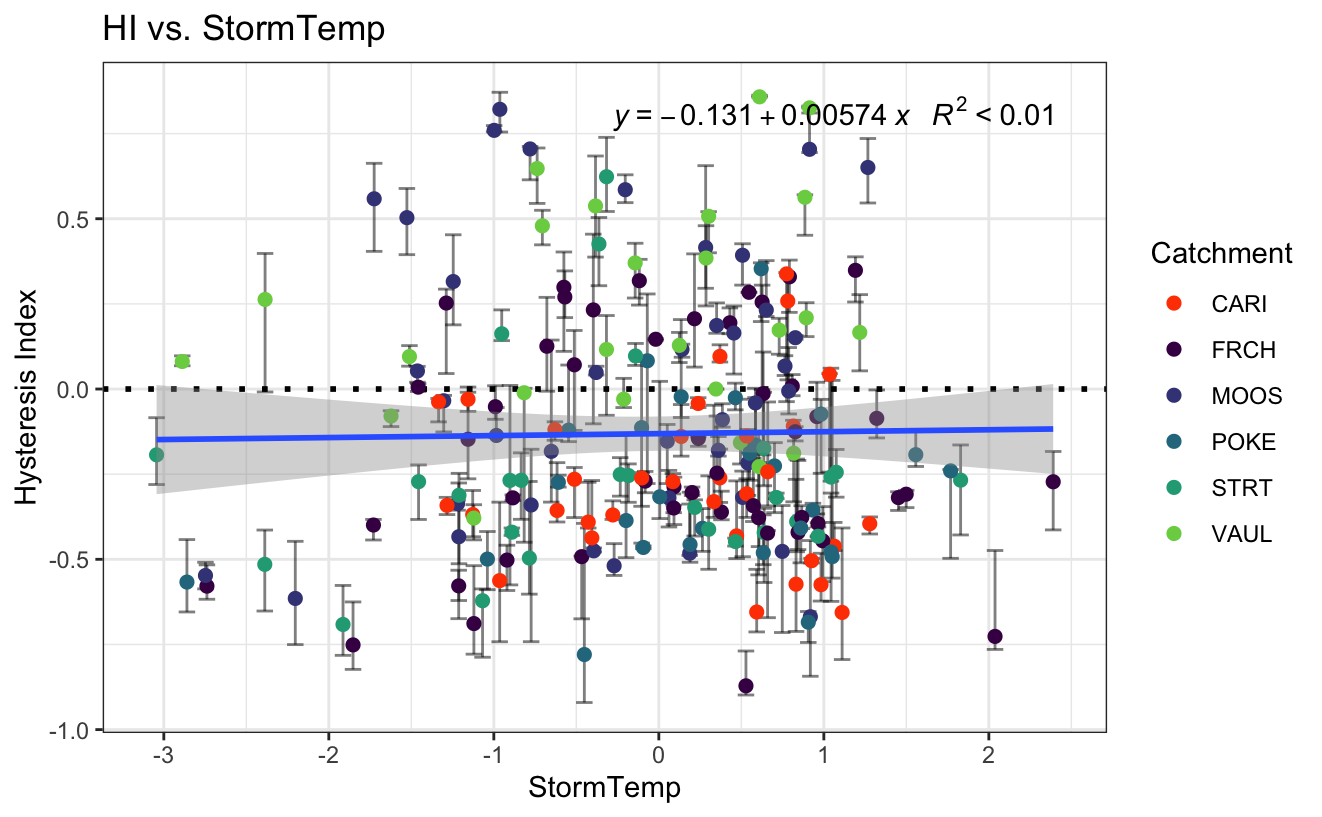 HI vs. StormTemp
y = −0.131 + 0.00574 x R² < 0.01
Hysteresis Index
0.5
0.0
-0.5
-1.0
-3 -2 -1 0 1 2
StormTemp
Catchment
CARI
FRCH
MOOS
POKE
STRT
VAUL